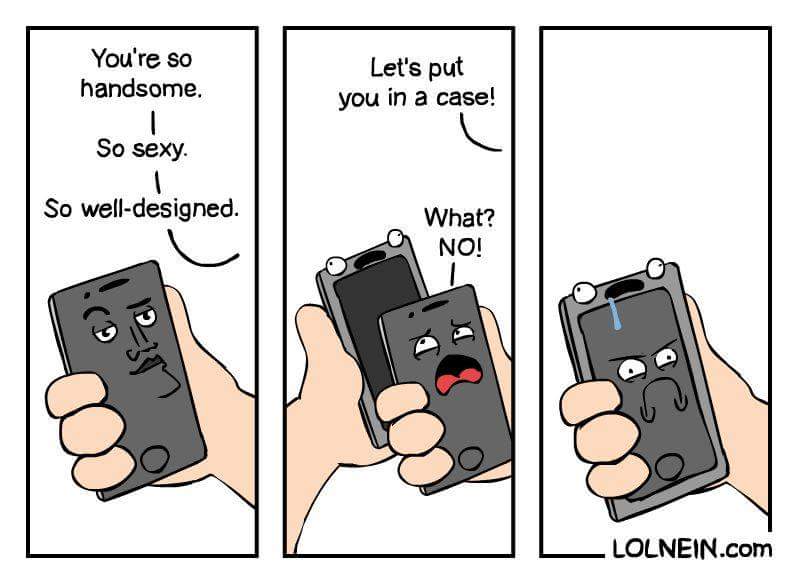 You're so
handsome.
So sexy.
So well-designed.
Let's put
you in a case!
What?
NO!
LOLNEIN.com